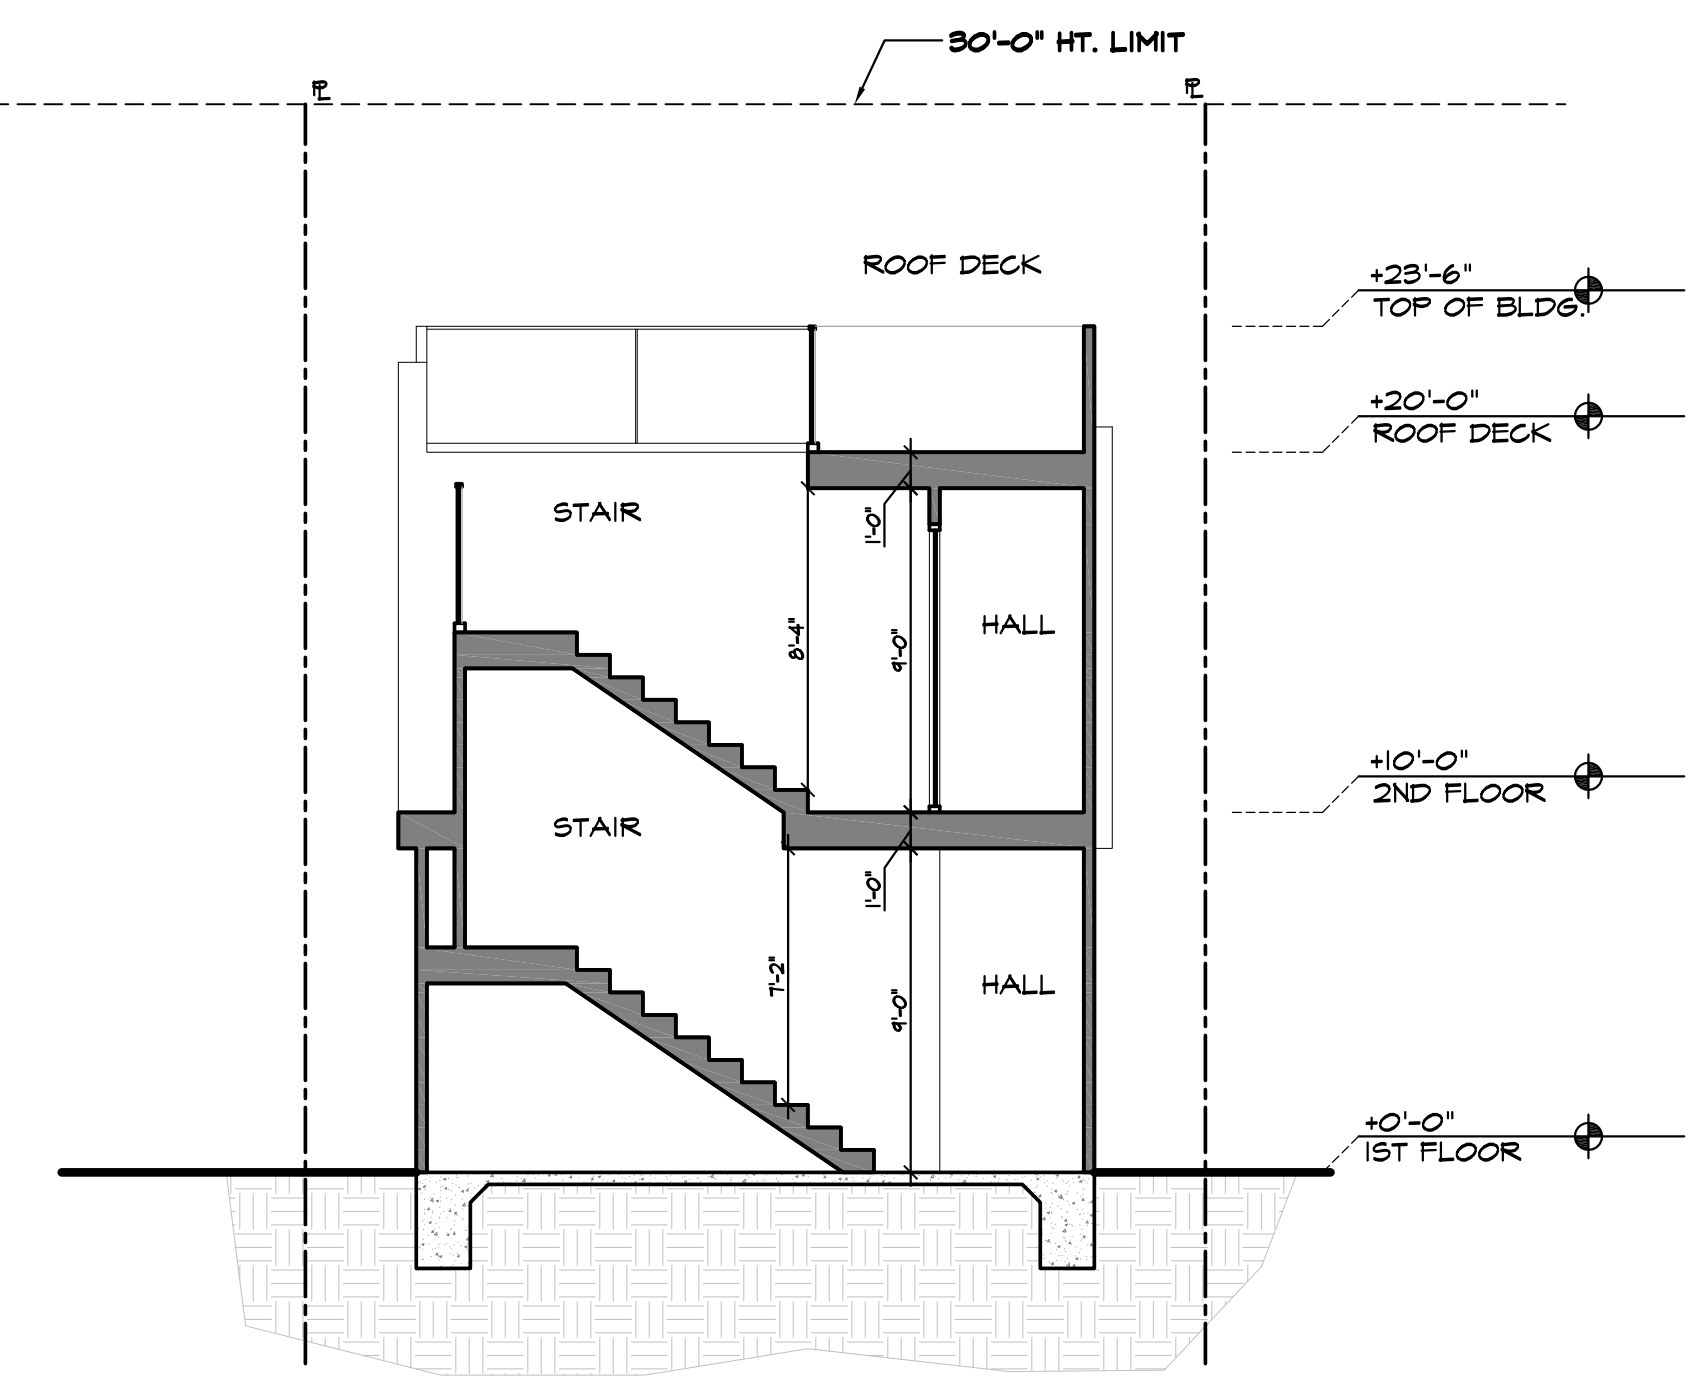 30'-0" HT. LIMIT
PL
PL
ROOF DECK
+23'-6"
TOP OF BLDG.
+20'-0"
ROOF DECK
STAIR
1'-0"
8'-4"
9'-0"
HALL
+10'-0"
2ND FLOOR
STAIR
1'-0"
7'-2"
9'-0"
HALL
+0'-0"
1ST FLOOR